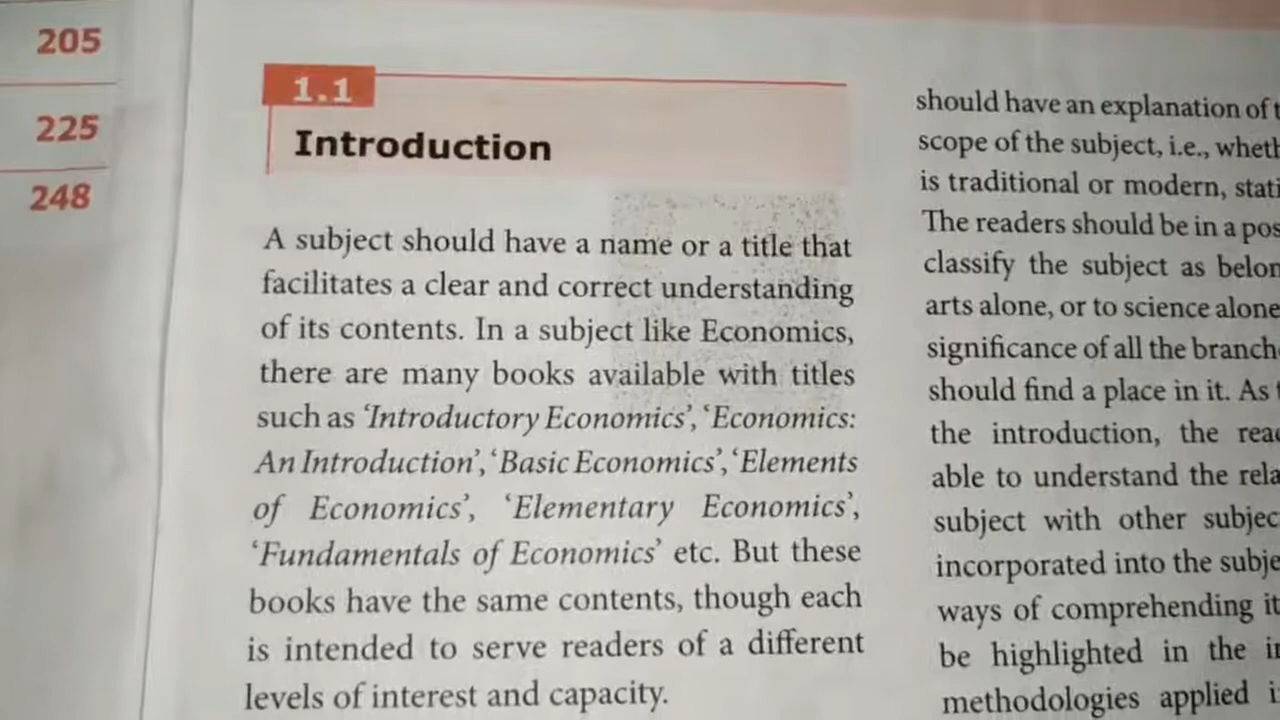 205
225
248
1.1
Introduction
A subject should have a name or a title that
facilitates a clear and correct understanding
of its contents. In a subject like Economics,
there are many books available with titles
such as ‘Introductory Economics’, ‘Economics:
An Introduction’, ‘Basic Economics’, ‘Elements
of Economics’, ‘Elementary Economics’,
‘Fundamentals of Economics’ etc. But these
books have the same contents, though each
is intended to serve readers of a different
levels of interest and capacity.
should have an explanation of
scope of the subject, i.e.,
is traditional or modern,
The readers should be in a
classify the subject as
arts alone, or to science alone
significance of all the
should find a place in it. As
the introduction, the
able to understand the
subject with other
incorporated into the
ways of comprehending it
be highlighted in the
methodologies applied